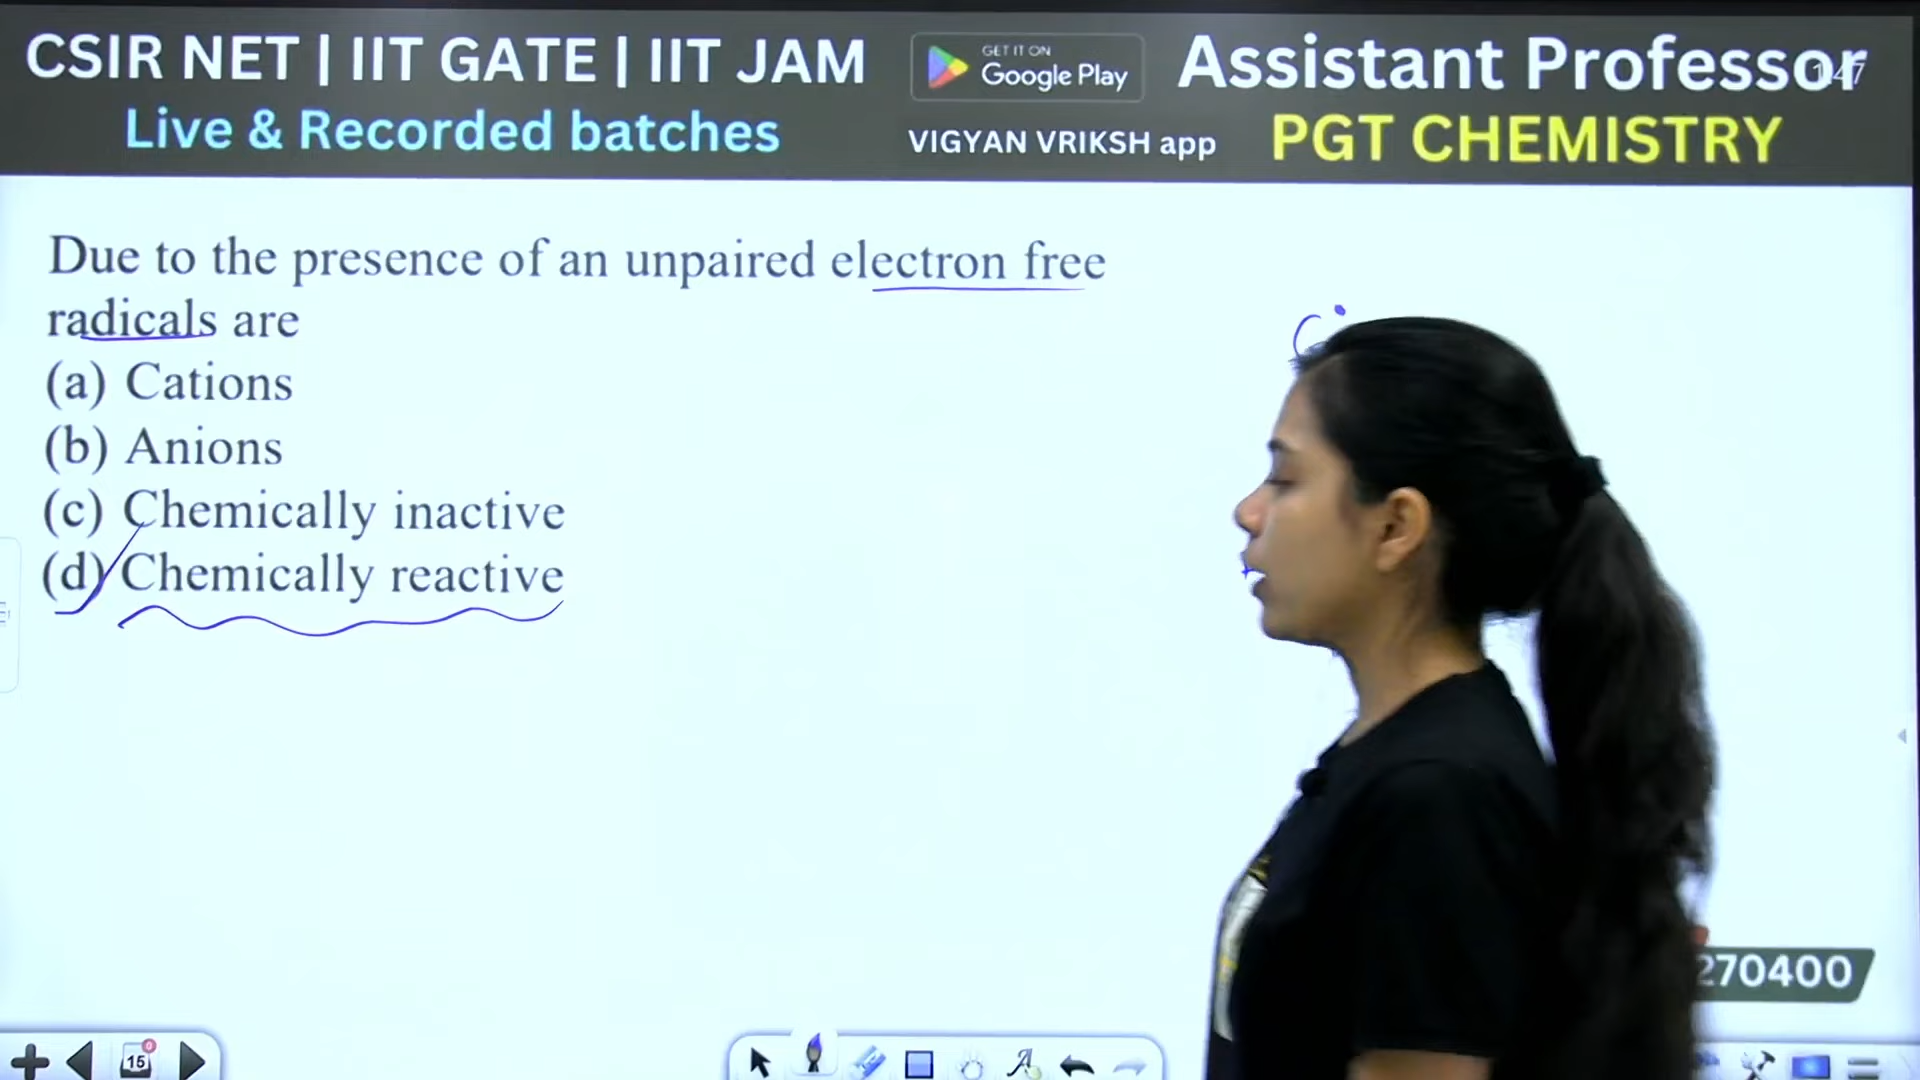 CSIR NET | IIT GATE | IIT JAM
Live & Recorded batches
GET IT ON
Google Play
VIGYAN VRIKSH app
Assistant Professor
PGT CHEMISTRY
Due to the presence of an unpaired electron free
radicals are
(a) Cations
(b) Anions
(c) Chemically inactive
(d) Chemically reactive
270400
15